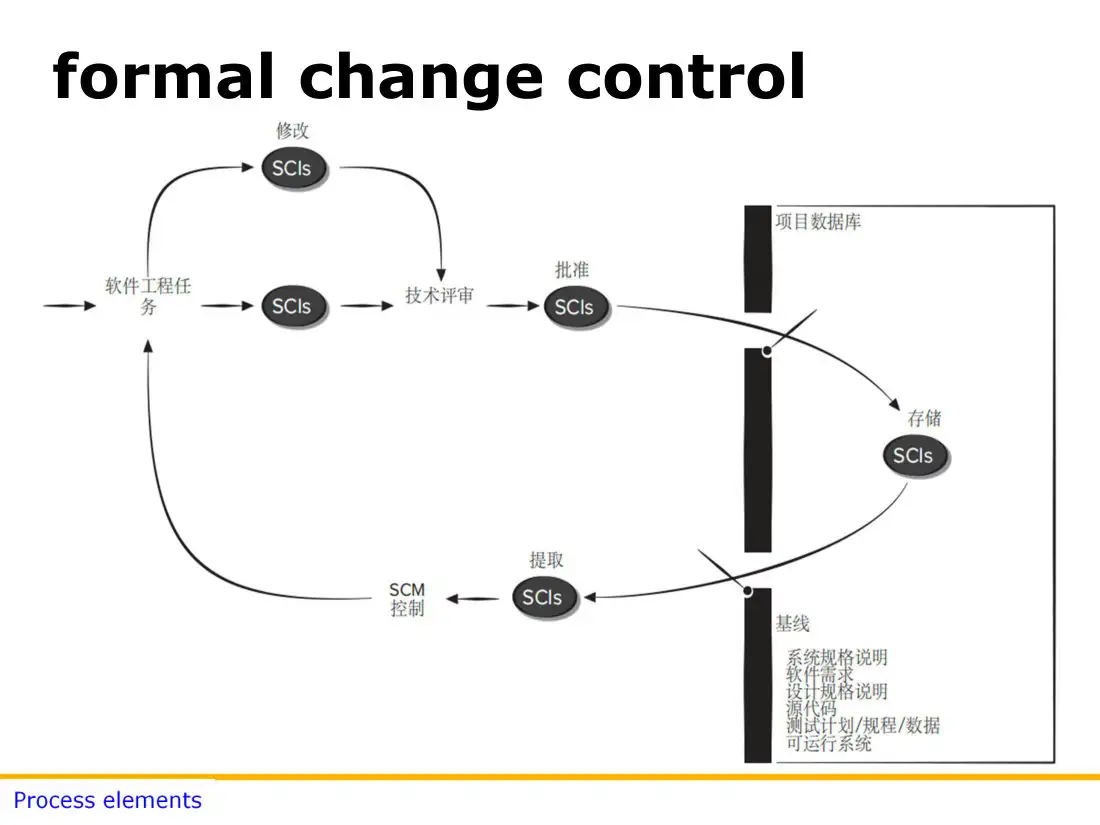 formal change control
修改
SCIs
软件工程任
务
SCIs
技术评审
批准
SCIs
项目数据库
存储
SCIs
提取
SCIs
SCM
控制
基线
系统规格说明
软件需求
设计规格说明
源代码
测试计划/规程/数据
可运行系统
Process elements